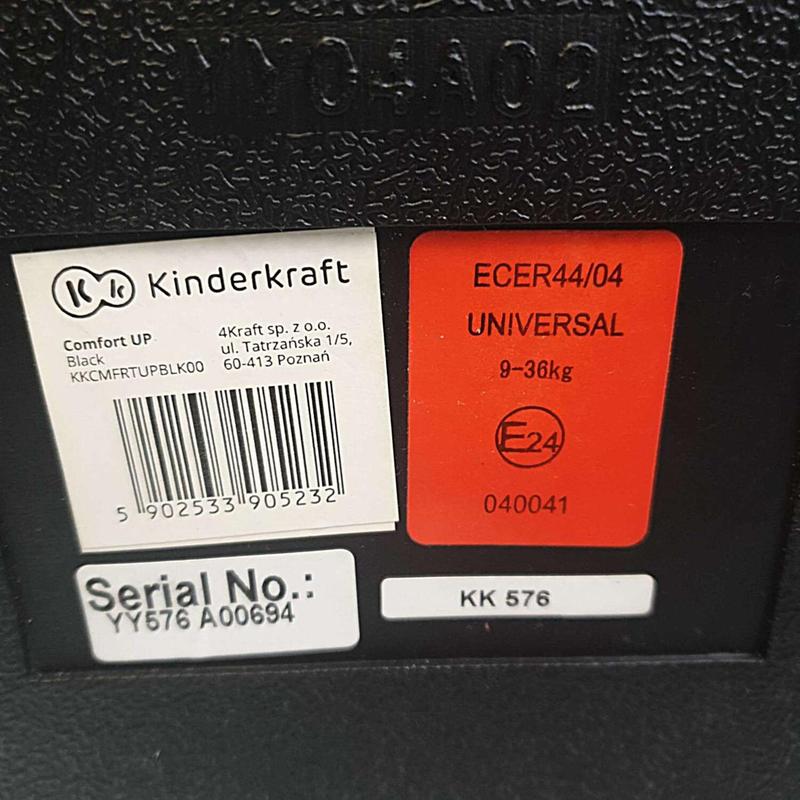 YY04A02
Kinderkraft
Comfort UP
Black
KKCMFRTUPBLK00
4Kraft sp. z o.o.
ul. Tatrzańska 1/5,
60-413 Poznań
5 902533 905232
ECER44/04
UNIVERSAL
9-36kg
E24
040041
Serial No.:
YY576 A00694
KK 576